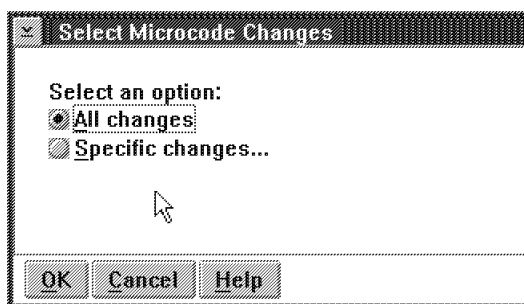 Select Microcode Changes
Select an option:
All changes
Specific changes...
OK Cancel Help